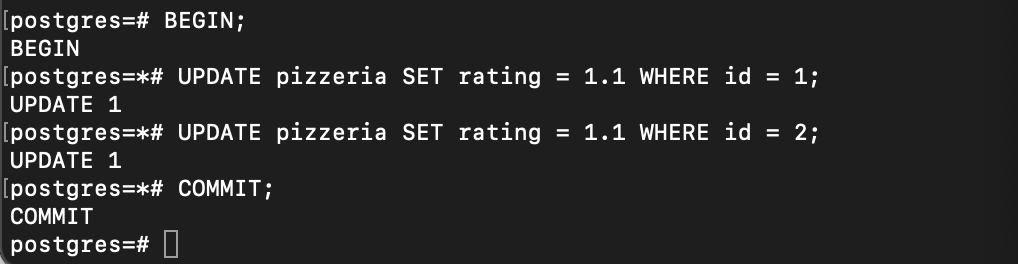 [postgres=# BEGIN;
BEGIN
[postgres=*# UPDATE pizzeria SET rating = 1.1 WHERE id = 1;
UPDATE 1
[postgres=*# UPDATE pizzeria SET rating = 1.1 WHERE id = 2;
UPDATE 1
[postgres=*# COMMIT;
COMMIT
postgres=#